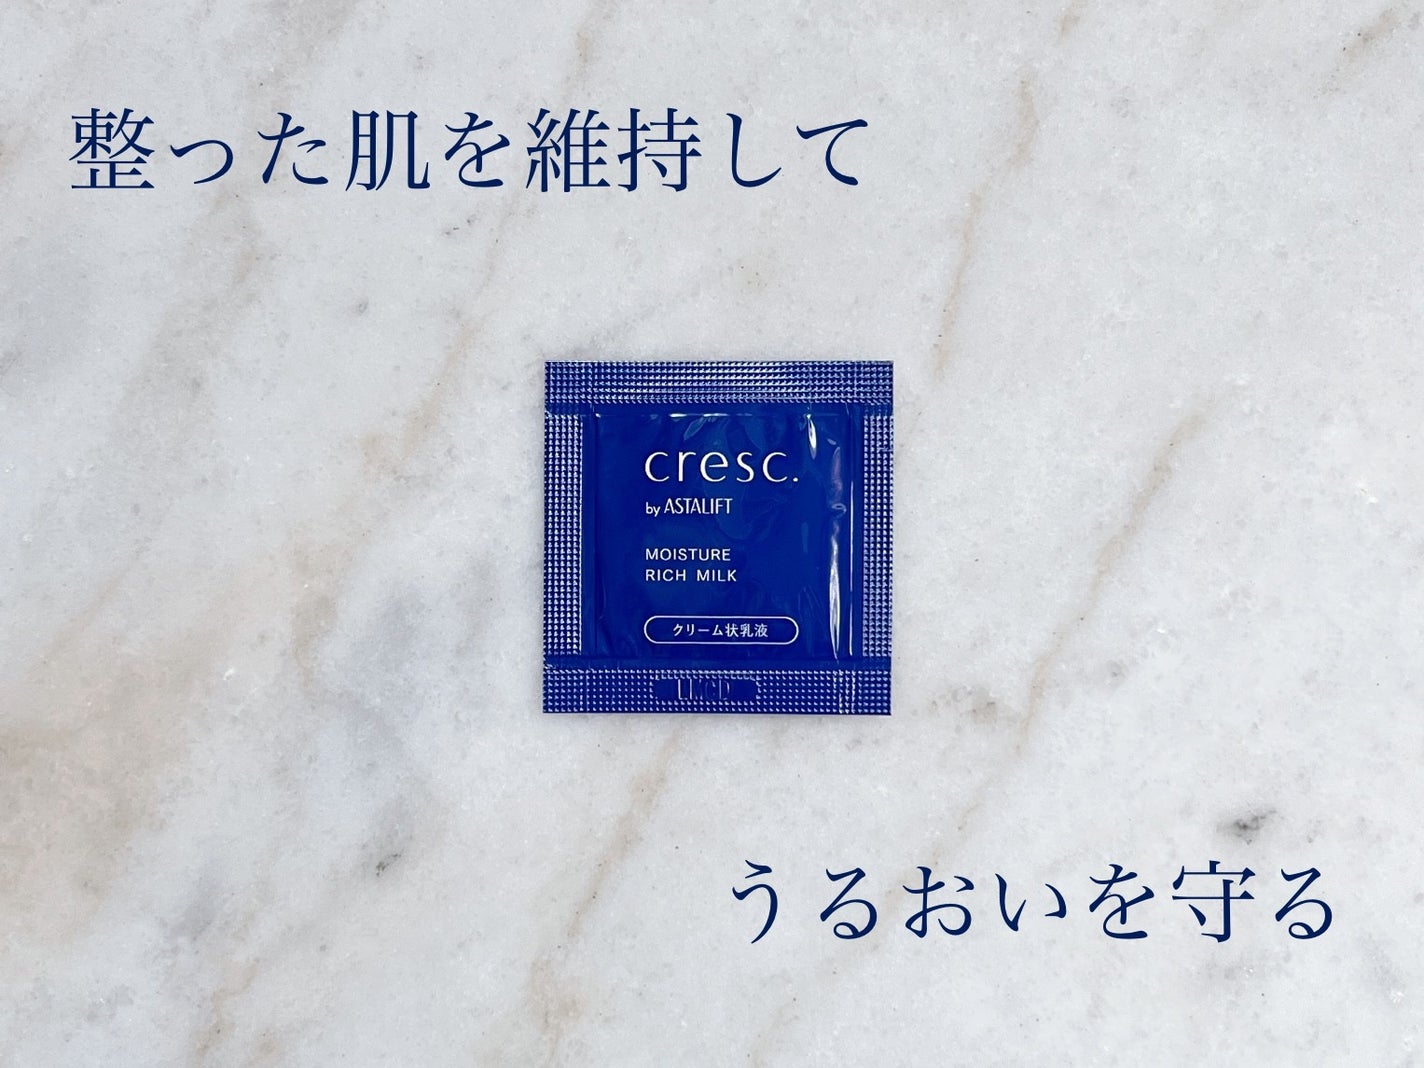 整った肌を維持して
cresc.
by ASTALIFT
MOISTURE
RICH MILK
クリーム状乳液
うるおいを守る